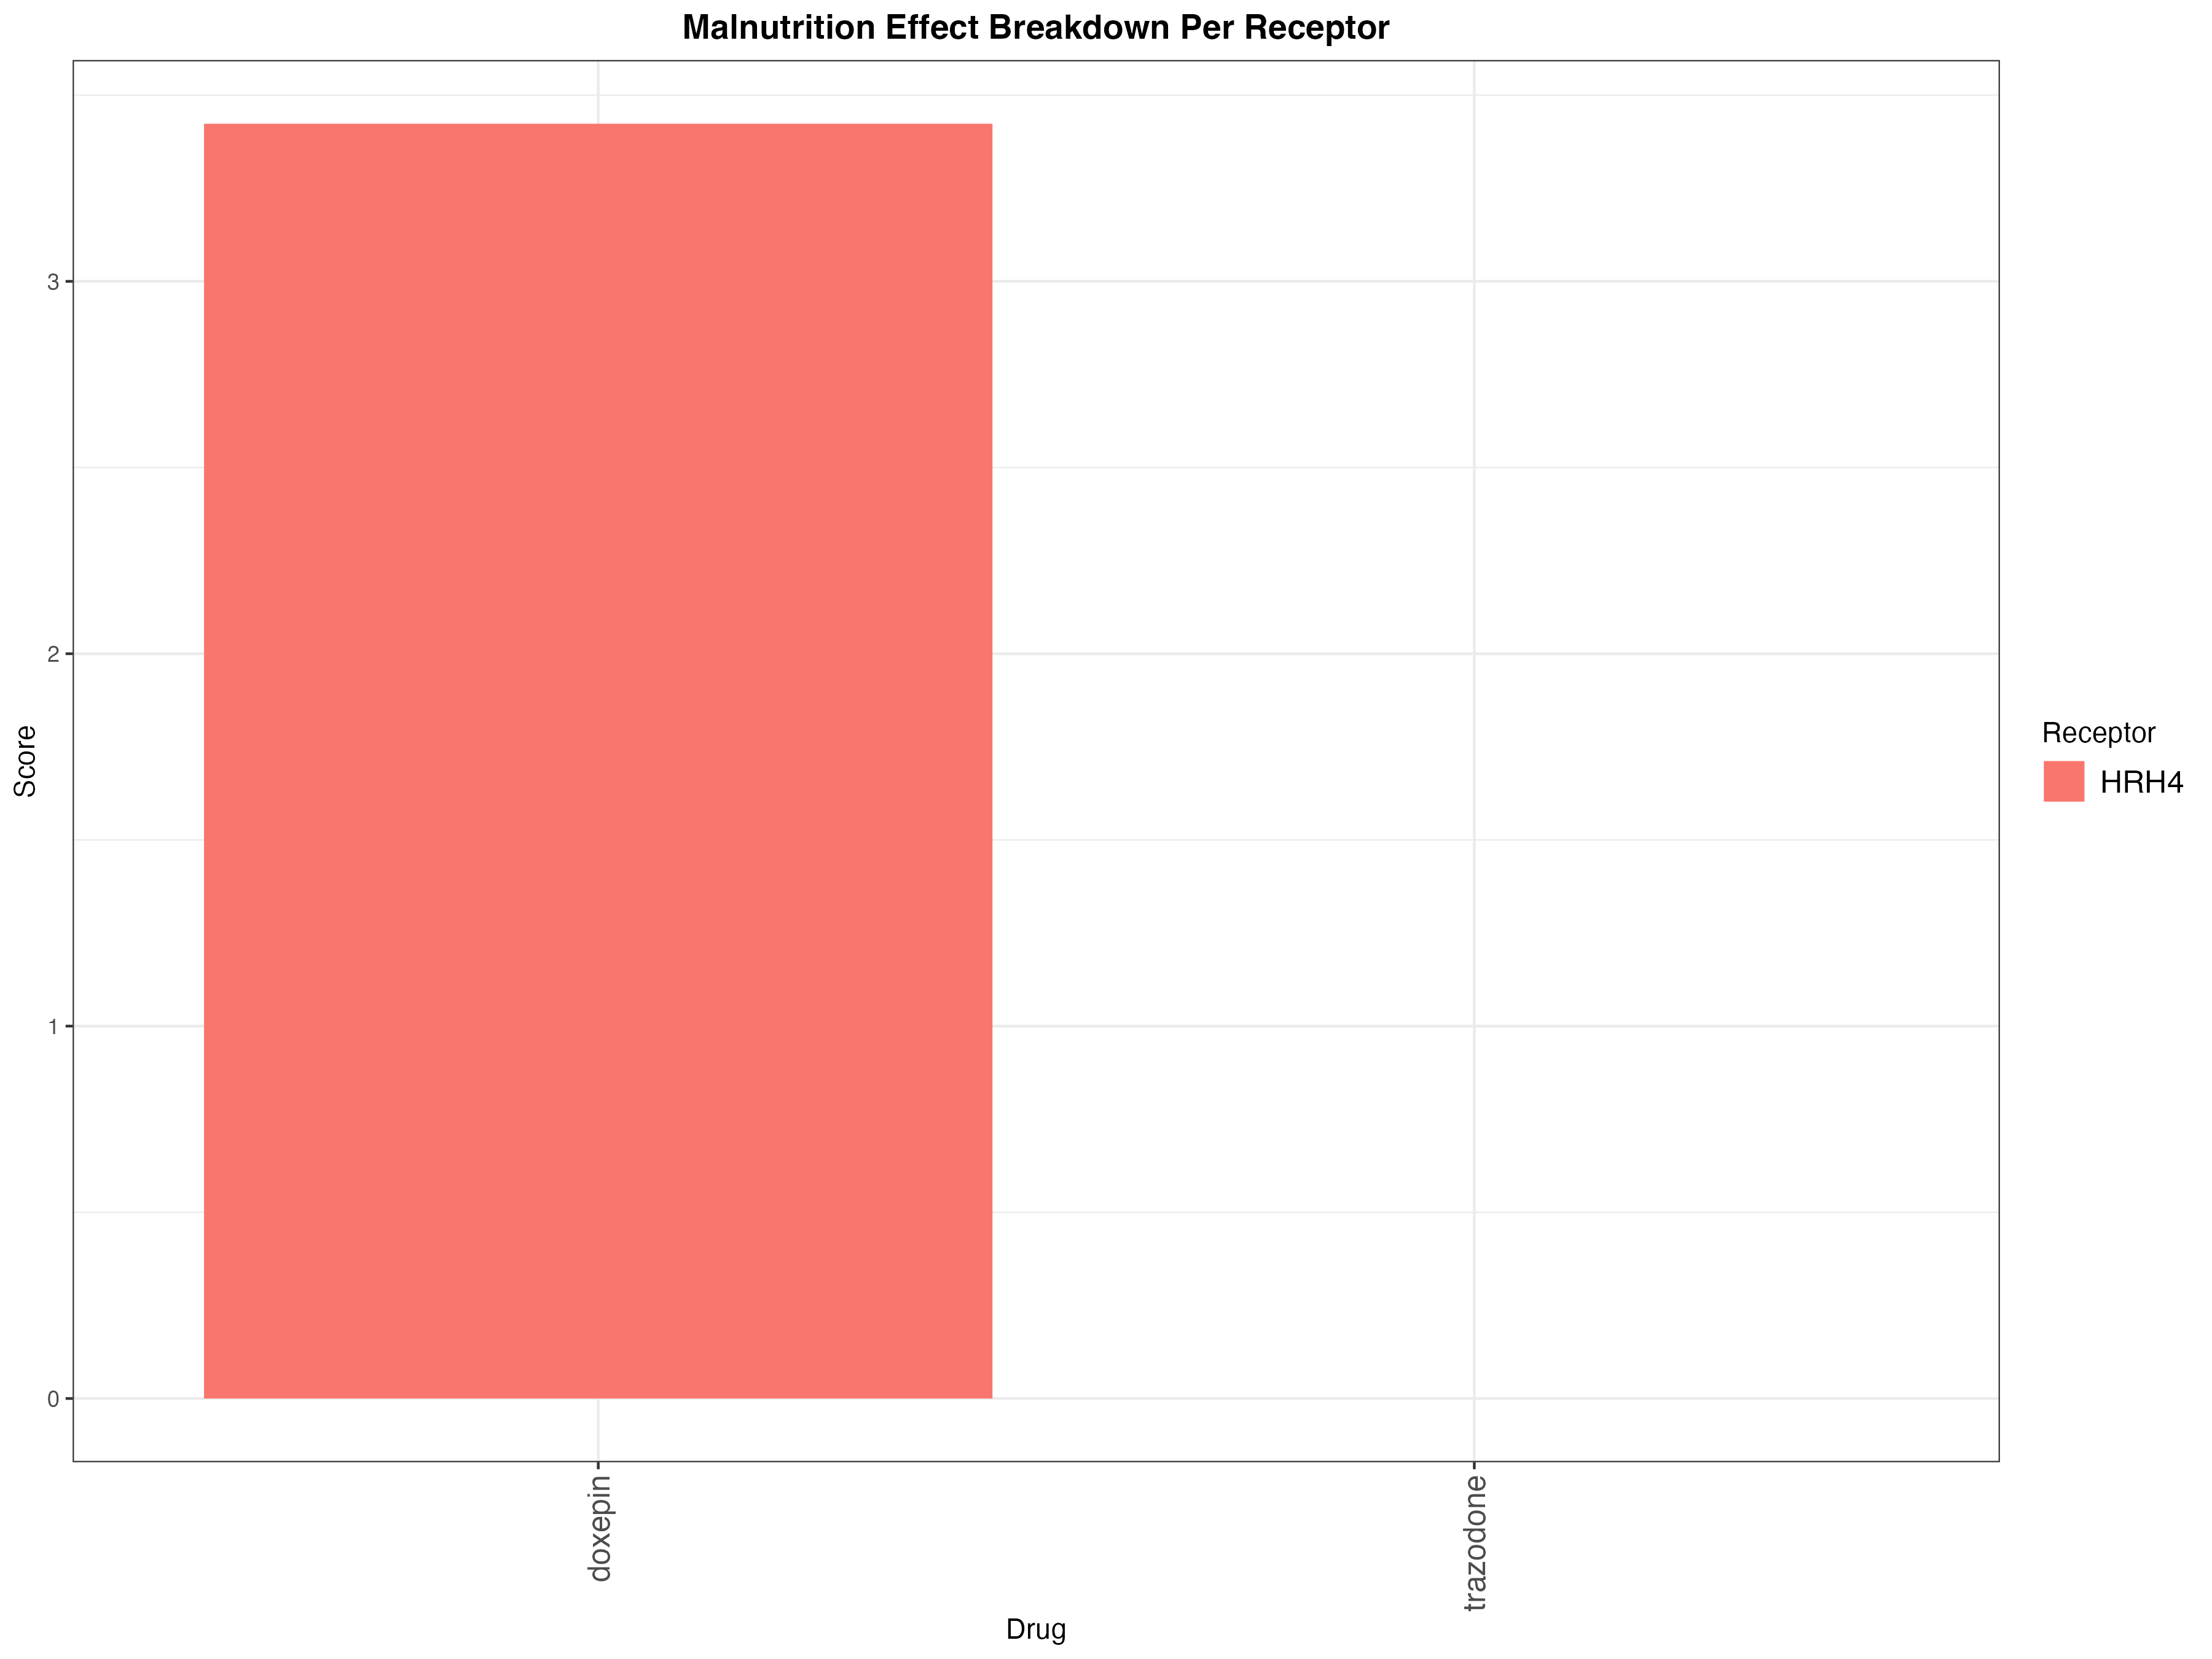 Malnutrition Effect Breakdown Per Receptor
Score
3
2
1
0
doxepin
trazodone
Drug
Receptor
HRH4